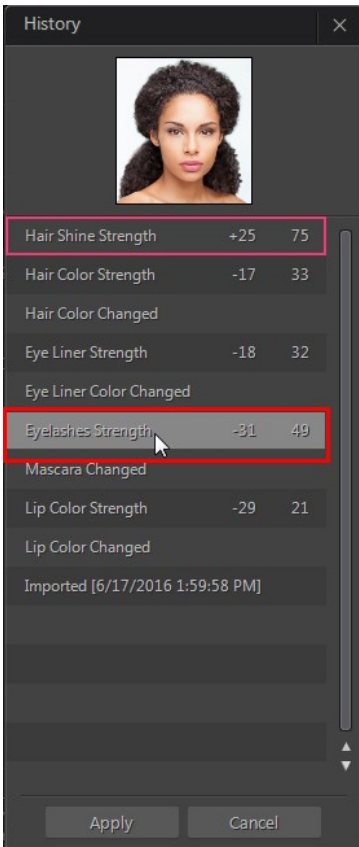 History
Hair Shine Strength +25 75
Hair Color Strength -17 33
Hair Color Changed
Eye Liner Strength -18 32
Eye Liner Color Changed
Eyelashes Strength -31 49
Mascara Changed
Lip Color Strength -29 21
Lip Color Changed
Imported [6/17/2016 1:59:58 PM]
Apply Cancel